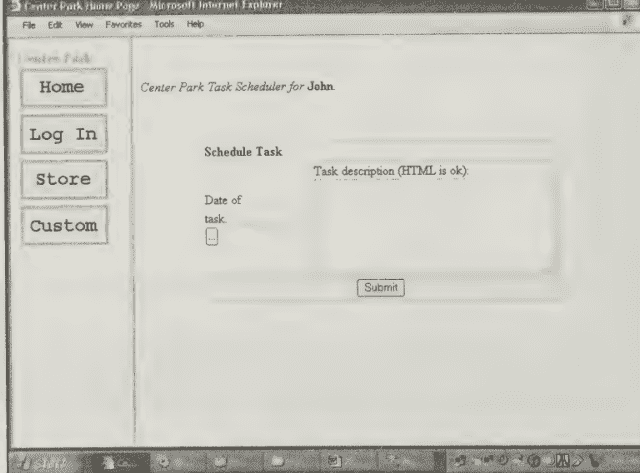 Center Park Home Page - Microsoft Internet Explorer
File Edit View Favorites Tools Help
Home
Log In
Store
Custom
Center Park Task Scheduler for John.
Schedule Task
Task description (HTML is ok):
Date of
task.
...
Submit